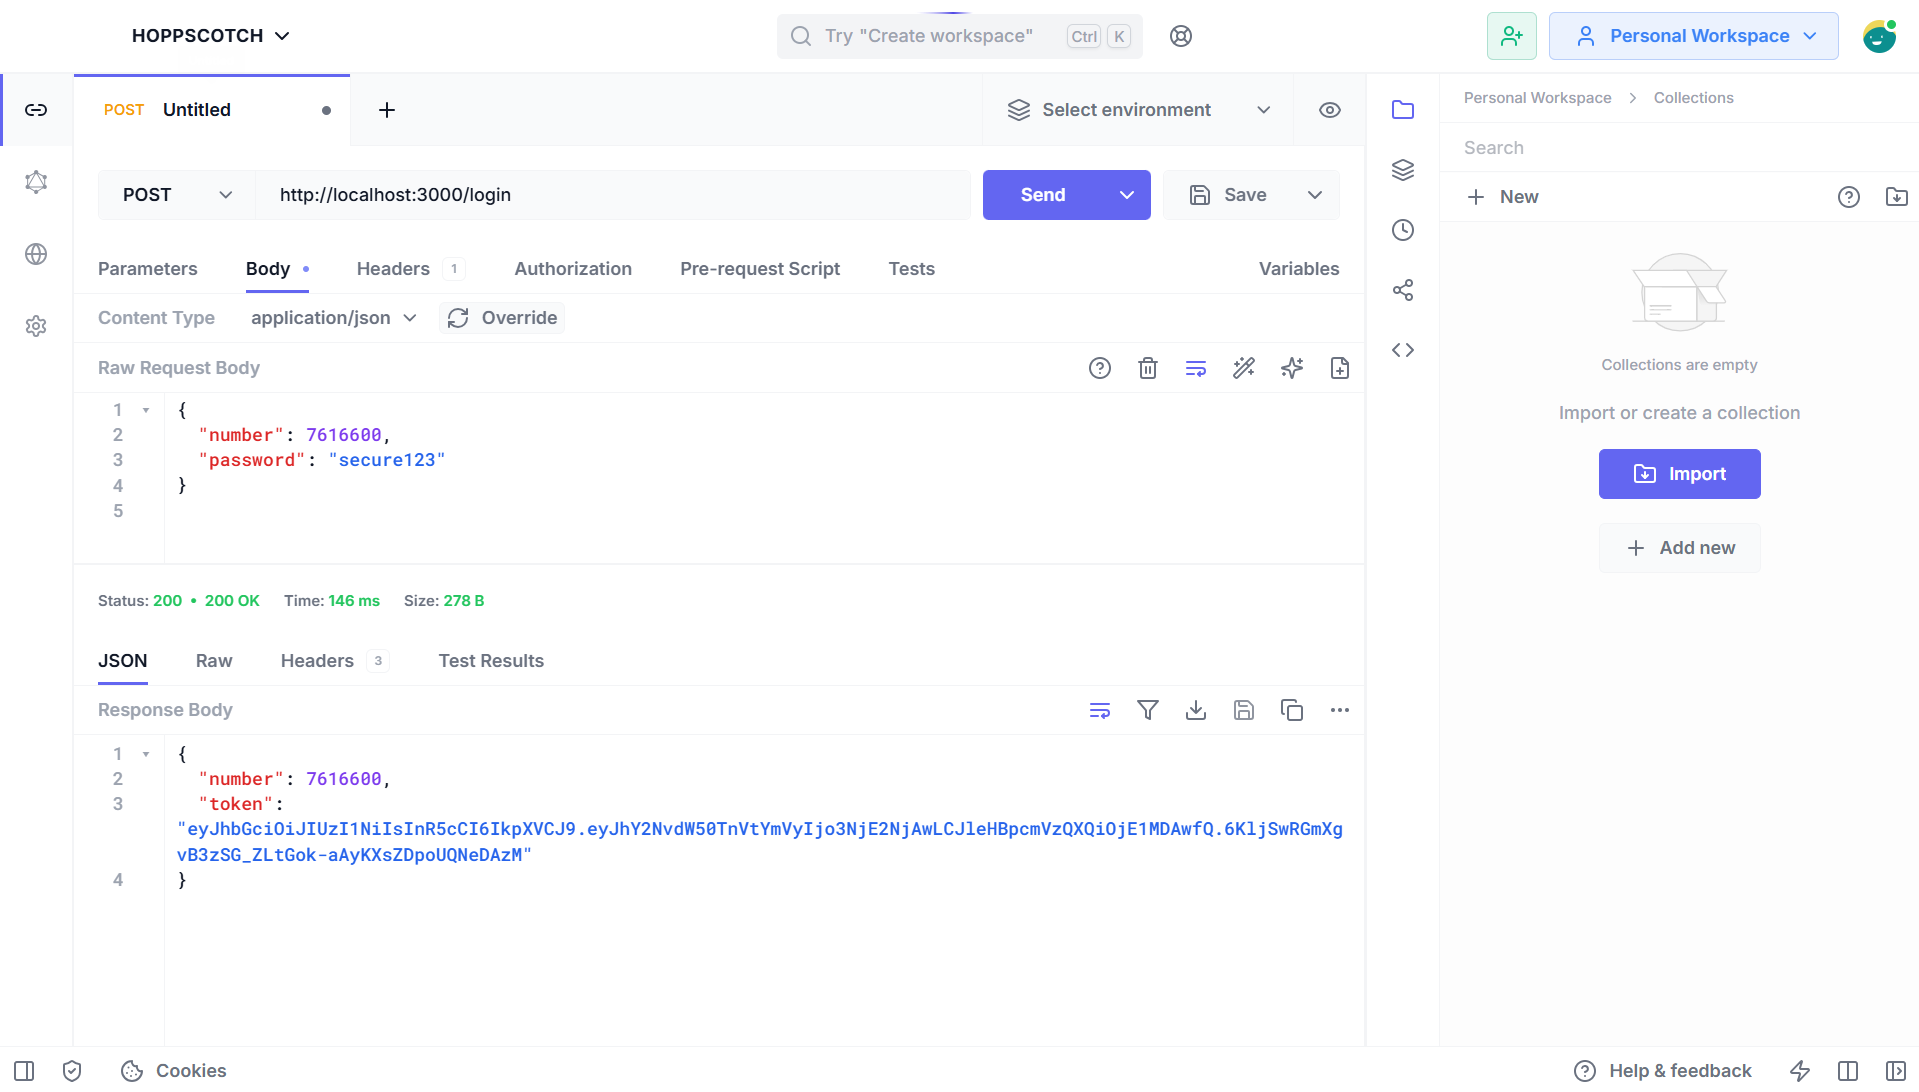 HOPPSCOTCH
Try "Create workspace"
Ctrl
K
Personal Workspace
POST Untitled
Select environment
POST
http://localhost:3000/login
Send
Save
Parameters
Body
Headers 1
Authorization
Pre-request Script
Tests
Variables
Content Type application/json
Override
Raw Request Body
1 {
2 "number": 7616600,
3 "password": "secure123"
4 }
5
Status: 200 • 200 OK Time: 146 ms Size: 278 B
JSON
Raw
Headers 3
Test Results
Response Body
1 {
2 "number": 7616600,
3 "token":
"eyJhbGciOiJIUzI1NiIsInR5cCI6IkpXVCJ9.eyJhY2NvdW50TnVtYmVyIjo3NjE2NjAwLCJleHBpcmVzQXQiOjE1MDAwfQ.6KljSwRGmXg
vB3zSG_ZLtGok-aAyKXsZDpoUQNeDAzM"
4 }
Personal Workspace > Collections
Search
New
Collections are empty
Import or create a collection
Import
Add new
Cookies
Help & feedback